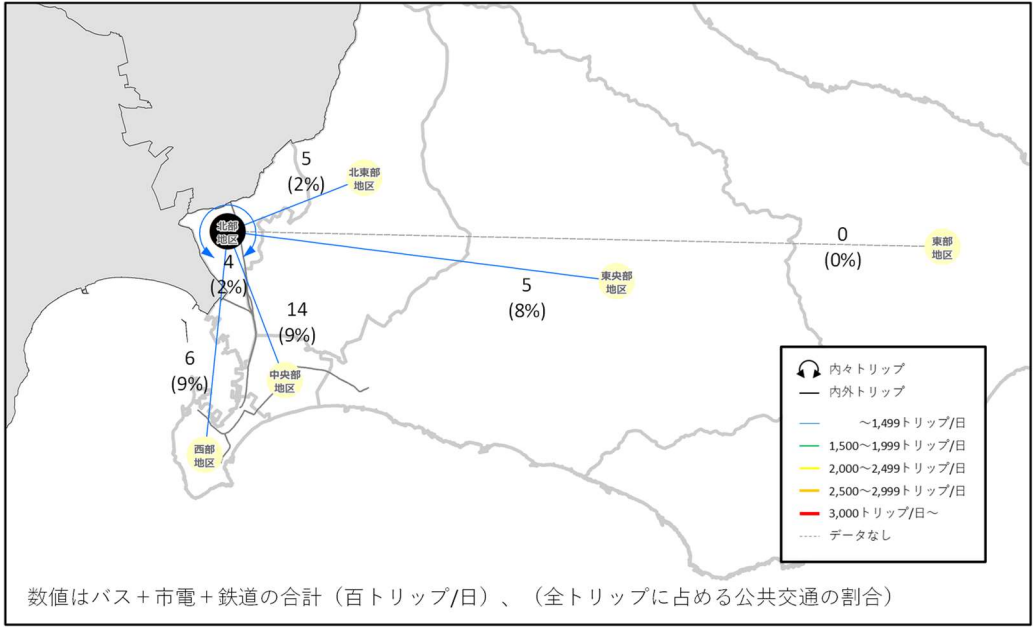 5
(2%)
北東部
地区
北部
地区
4
(2%)
0
(0%)
東部
地区
5
(8%)
東央部
地区
14
(9%)
中央部
地区
6
(9%)
西部
地区
内々トリップ
内外トリップ
～1,499トリップ/日
1,500～1,999トリップ/日
2,000～2,499トリップ/日
2,500～2,999トリップ/日
3,000トリップ/日～
データなし
数値はバス＋市電＋鉄道の合計（百トリップ/日）、（全トリップに占める公共交通の割合）